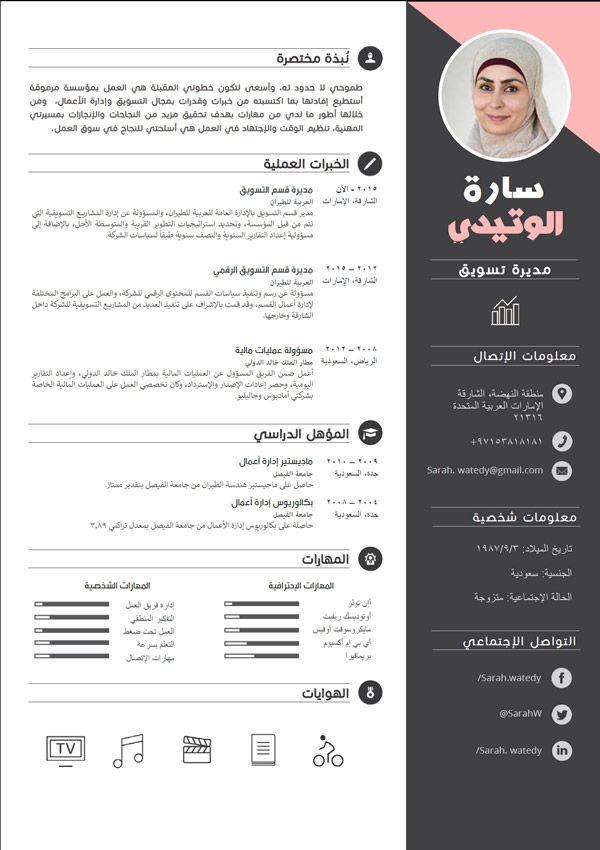 سارة
الوتيدي
مديرة تسويق
معلومات الإتصال
منطقة النهضة، الشارقة
الإمارات العربية المتحدة
٢١٣١٦
+٩٧١٥٣٨١٨١٨١
Sarah. watedy@gmail.com
معلومات شخصية
تاريخ الميلاد: ١٩٨٧/٩/٣
الجنسية: سعودية
الحالة الإجتماعية: متزوجة
التواصل الإجتماعي
/Sarah.watedy
@SarahW
/Sarah. watedy
نُبذة مختصرة
طموحي لا حدود له، وأسعى لتكون خطوتي المقبلة هي العمل بمؤسسة مرموقة
أستطيع إفادتها بما اكتسبته من خبرات وقدرات بمجال التسويق وإدارة الأعمال، ومن
خلالها أطور ما لدي من مهارات بهدف تحقيق مزيد من النجاحات والإنجازات بمسيرتي
المهنية، تنظيم الوقت والإجتهاد في العمل هي أسلحتي للنجاح في سوق العمل.
الخبرات العملية
٢٠١٥ - الآن
الشارقة، الإمارات
مديرة قسم التسويق
العربية للطيران
مدير قسم التسويق بالإدارة العامة للعربية للطيران، والمسؤولة عن إدارة المشاريع التسويقية التي
تتم من قبل المؤسسة، وتحديد استراتيجيات التطوير القريبة والمتوسطة الأجل، بالإضافة إلى
مسؤولية إعداد التقارير السنوية والنصف سنوية طبقاً لسياسات الشركة.
٢٠١٢ – ٢٠١٥
الشارقة، الإمارات
مديرة قسم التسويق الرقمي
العربية للطيران
مسؤولة عن رسم وتنفيذ سياسات القسم للمحتوى الرقمي للشركة، والعمل على البرامج المختلفة
لإدارة أعمال القسم، وقد قمت بالإشراف على تنفيذ العديد من المشاريع التسويقية للشركة داخل
الشارقة وخارجها.
٢٠٠٨ – ٢٠١٢
الرياض، السعودية
مسؤولة عمليات مالية
مطار الملك خالد الدولي
أعمل ضمن الفريق المسؤول عن العمليات المالية بمطار الملك خالد الدولي، وإعداد التقارير
اليومية، وحصر إعادات الإصدار والإسترداد، وكان تخصصي العمل على العمليات المالية الخاصة
بشركتي أماديوس وجاليليو.
المؤهل الدراسي
٢٠٠٩ – ٢٠١٠
جدة، السعودية
ماجيستير إدارة أعمال
جامعة الفيصل
حاصل على ماجيستير هندسة الطيران من جامعة الفيصل بتقدير ممتاز.
٢٠٠٤ – ٢٠٠٨
جدة، السعودية
بكالوريوس إدارة أعمال
جامعة الفيصل
حاصلة على بكالوريوس إدارة الأعمال من جامعة الفيصل بمعدل تراكمي ٣,٨٩
المهارات
المهارات الإحترافية
أإن تولز
أوتوديسك ريفيت
مايكروسوفت أوفيس
آي بي إم أكسيوم
بريمافيرا
المهارات الشخصية
إدارة فريق العمل
التفكير المنطقي
العمل تحت ضغط
التعلم بسرعة
مهارات الإتصال
الهوايات
TV